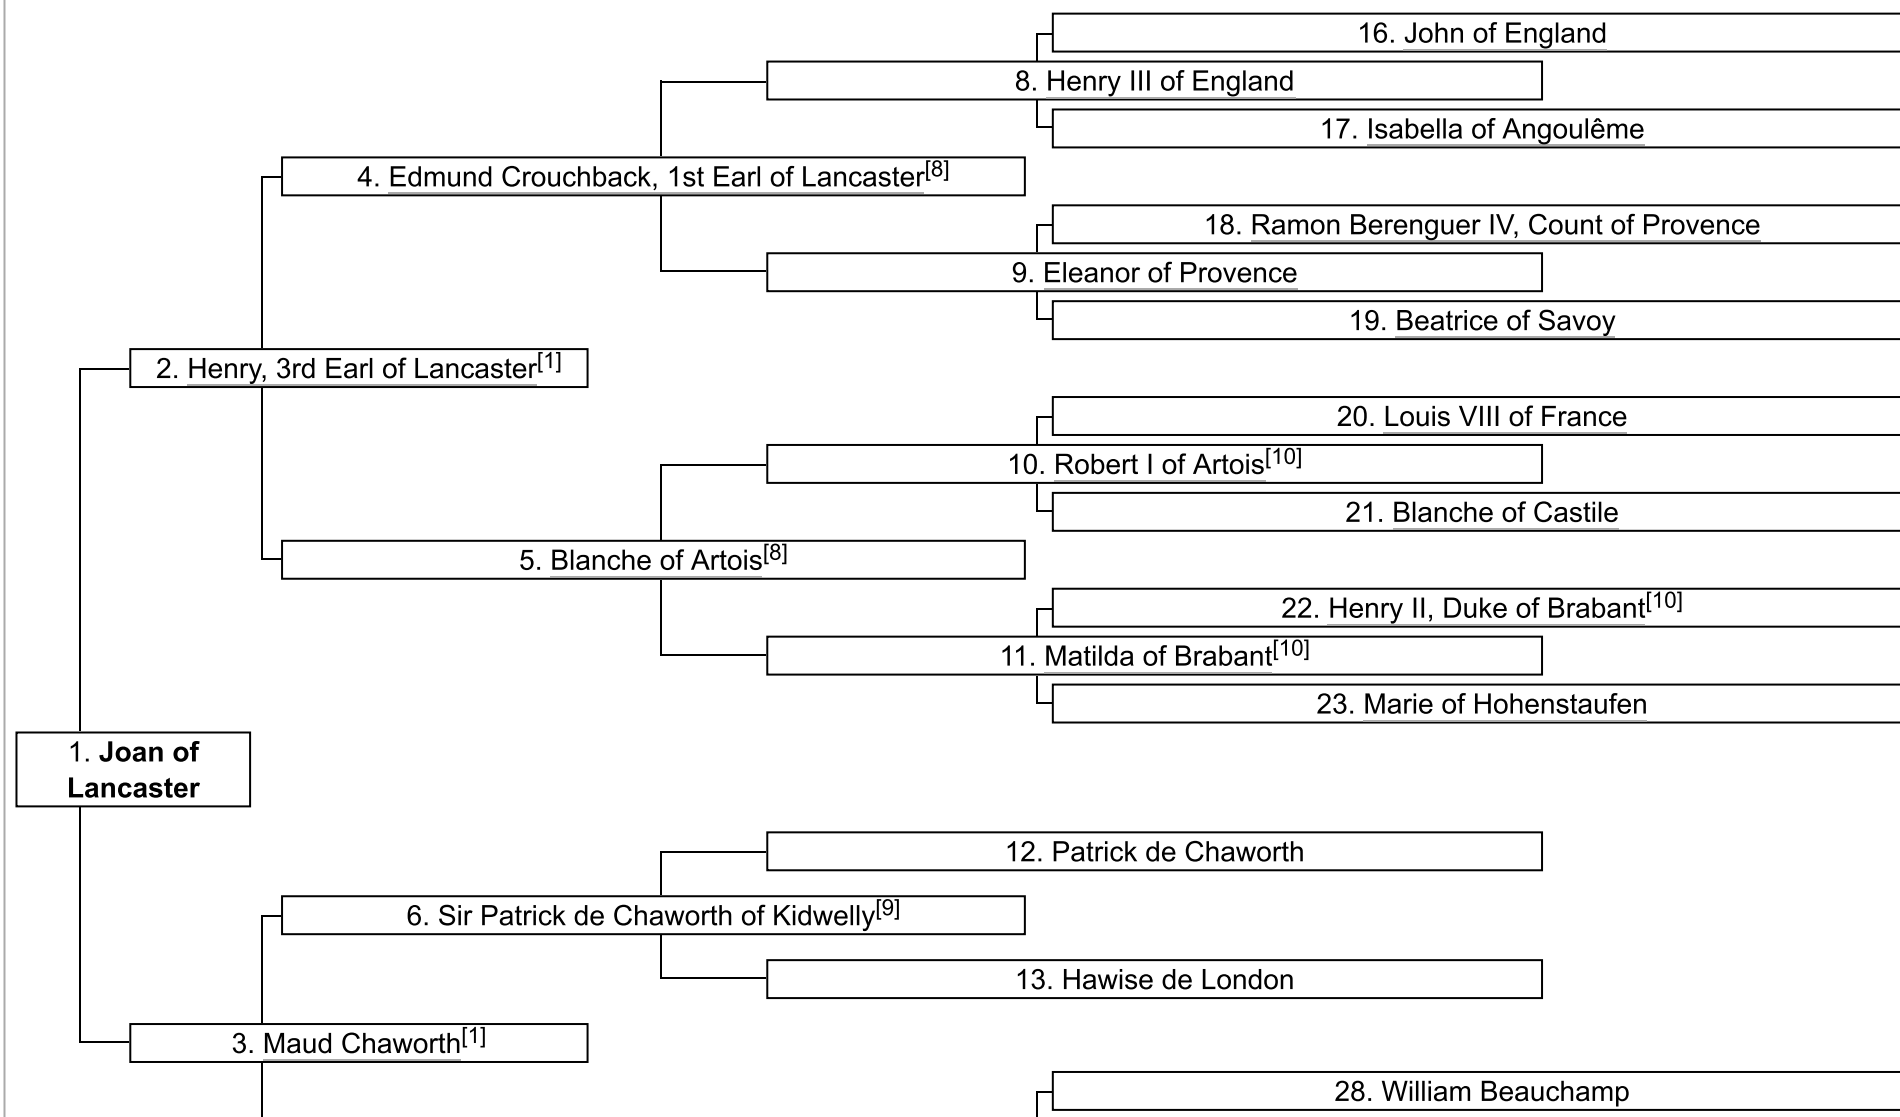 16. John of England
8. Henry III of England
17. Isabella of Angoulême
4. Edmund Crouchback, 1st Earl of Lancaster[8]
18. Ramon Berenguer IV, Count of Provence
9. Eleanor of Provence
19. Beatrice of Savoy
2. Henry, 3rd Earl of Lancaster[1]
20. Louis VIII of France
10. Robert I of Artois[10]
21. Blanche of Castile
5. Blanche of Artois[8]
22. Henry II, Duke of Brabant[10]
11. Matilda of Brabant[10]
23. Marie of Hohenstaufen
1. Joan of
Lancaster
12. Patrick de Chaworth
6. Sir Patrick de Chaworth of Kidwelly[9]
13. Hawise de London
3. Maud Chaworth[1]
28. William Beauchamp